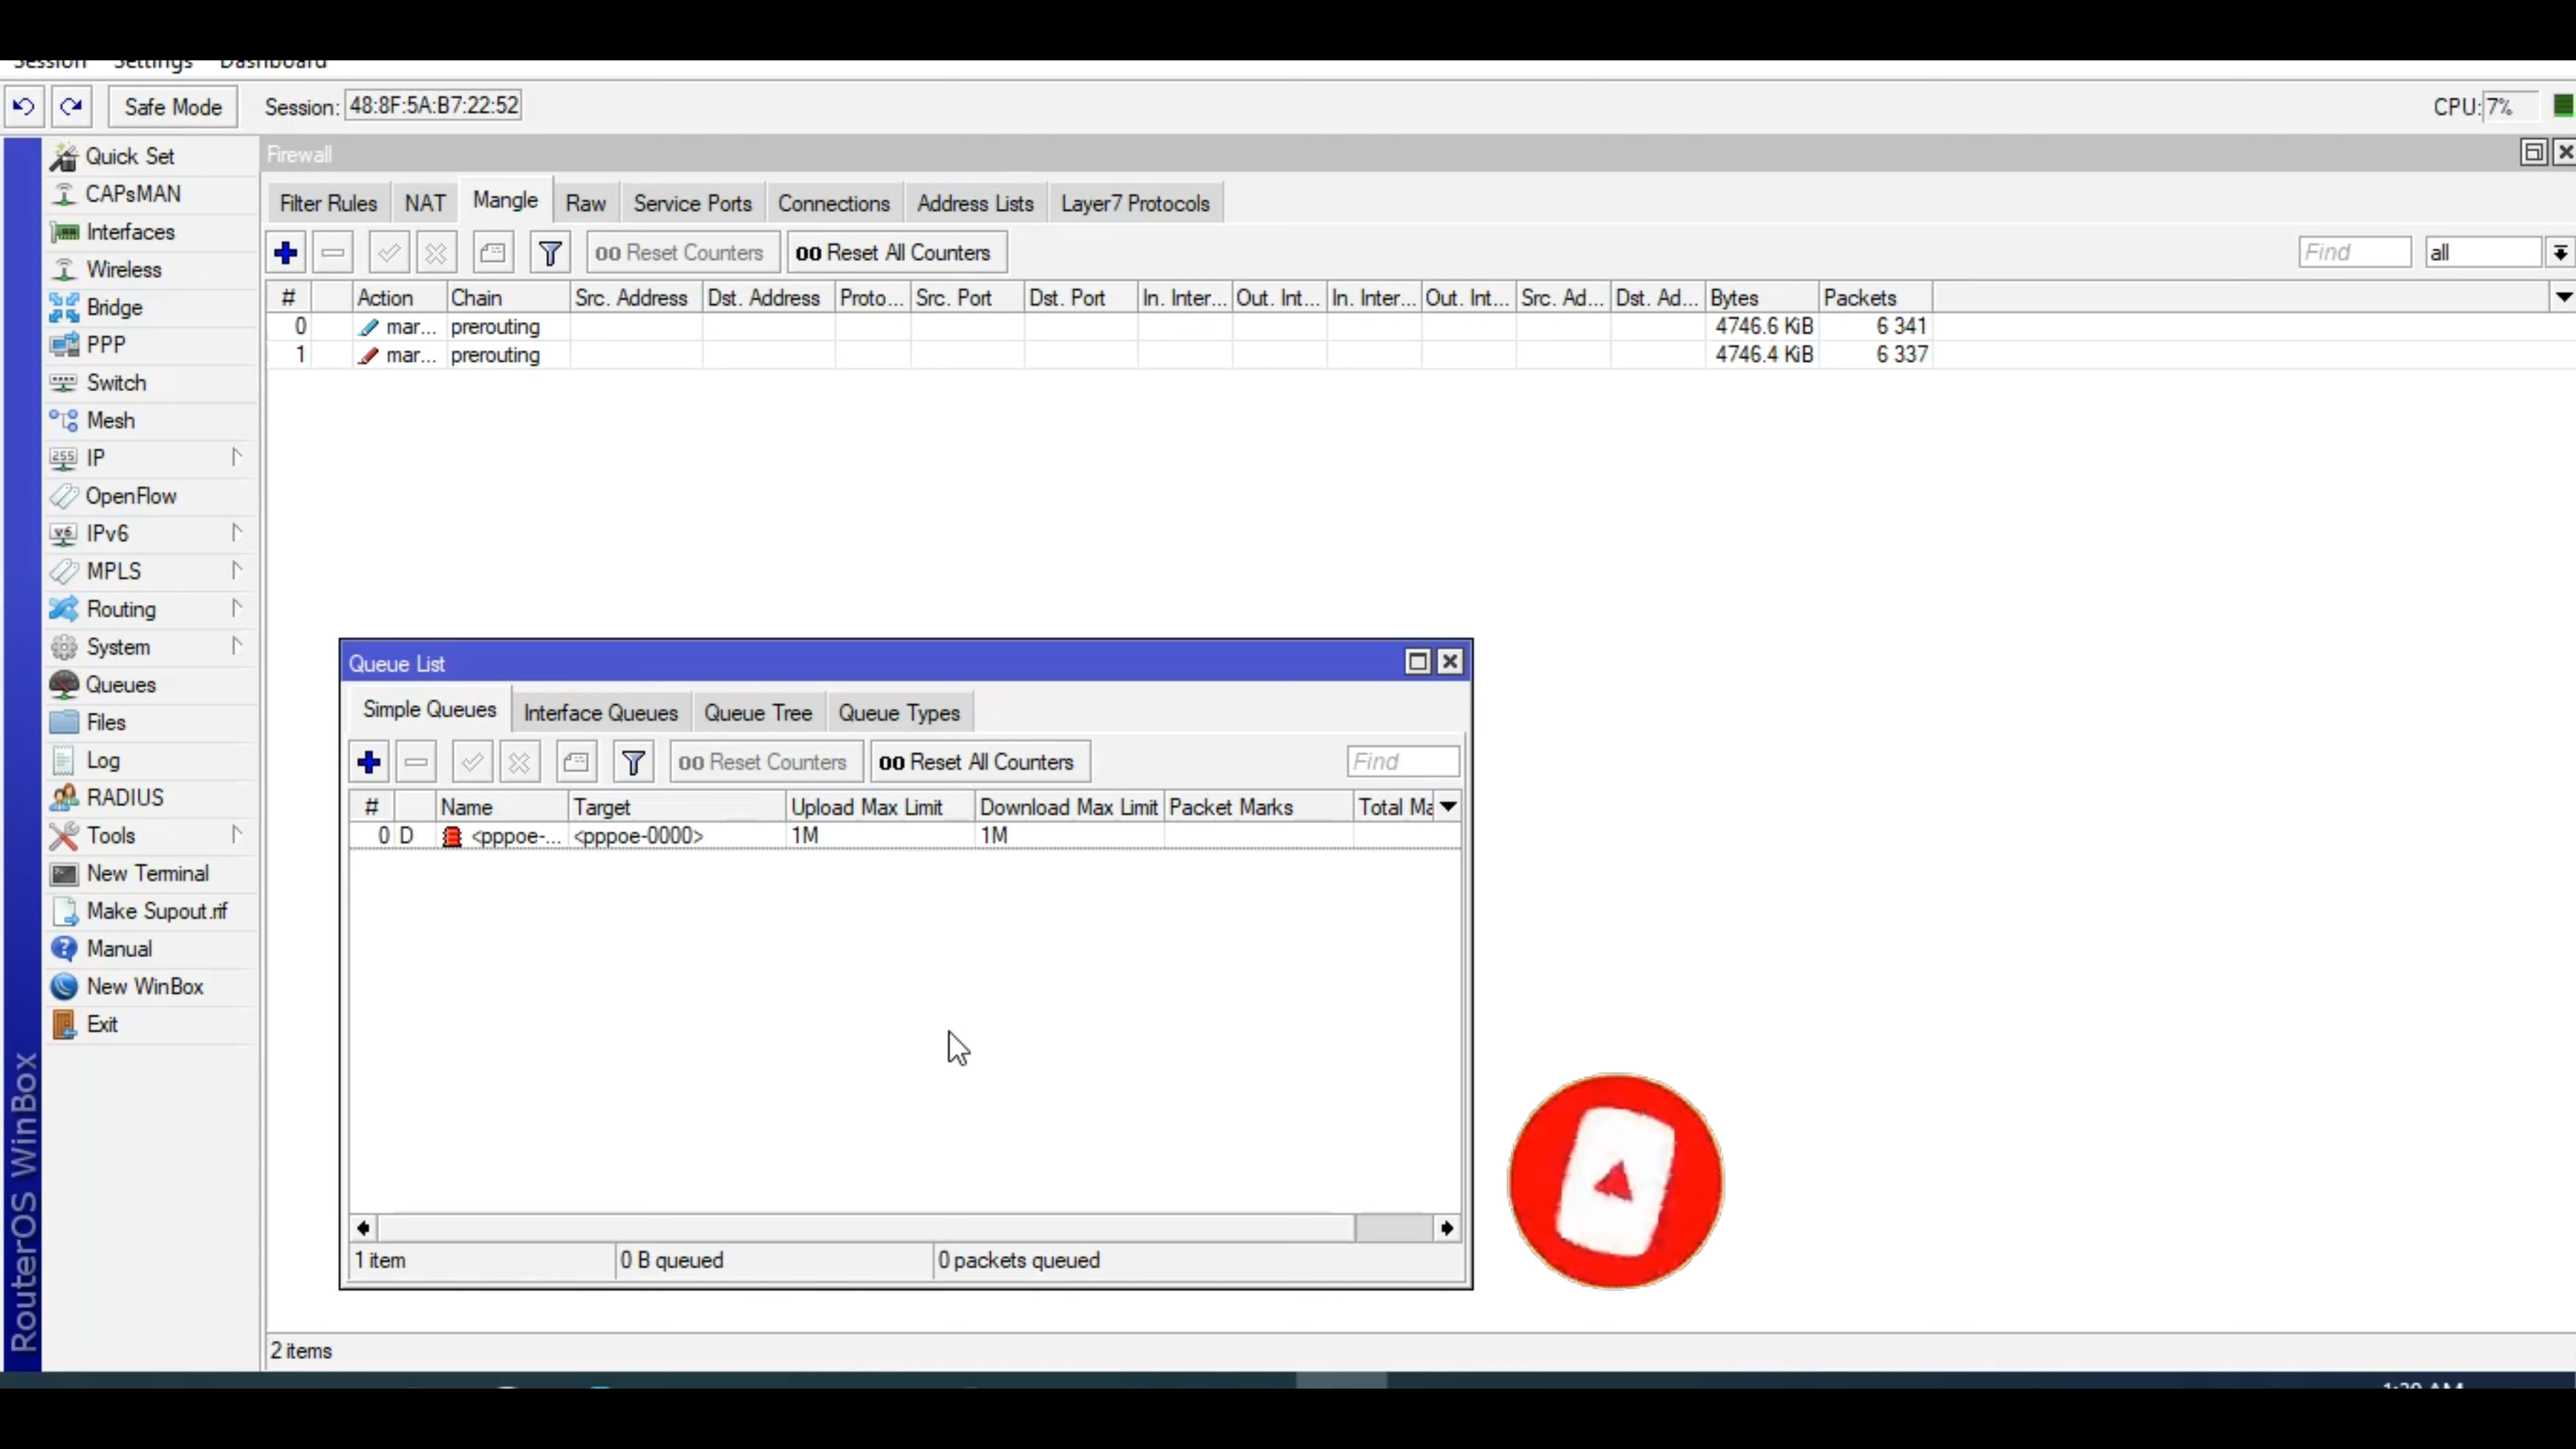 Session Settings Dashboard
Safe Mode Session: 48:8F:5A:B7:22:52 CPU: 7%
Quick Set
CAPsMAN
Interfaces
Wireless
Bridge
PPP
Switch
Mesh
IP
OpenFlow
IPv6
MPLS
Routing
System
Queues
Files
Log
RADIUS
Tools
New Terminal
Make Supout.rif
Manual
New WinBox
Exit
RouterOS WinBox
Firewall
Filter Rules NAT Mangle Raw Service Ports Connections Address Lists Layer7 Protocols
00 Reset Counters 00 Reset All Counters Find all
# Action Chain Src. Address Dst. Address Proto... Src. Port Dst. Port In. Inter... Out. Int... In. Inter... Out. Int... Src. Ad... Dst. Ad... Bytes Packets
0 mar... prerouting 4746.6 KiB 6 341
1 mar... prerouting 4746.4 KiB 6 337
Queue List
Simple Queues Interface Queues Queue Tree Queue Types
00 Reset Counters 00 Reset All Counters Find
# Name Target Upload Max Limit Download Max Limit Packet Marks Total Ma
0 D <pppoe-... <pppoe-0000> 1M 1M
1 item 0 B queued 0 packets queued
2 items